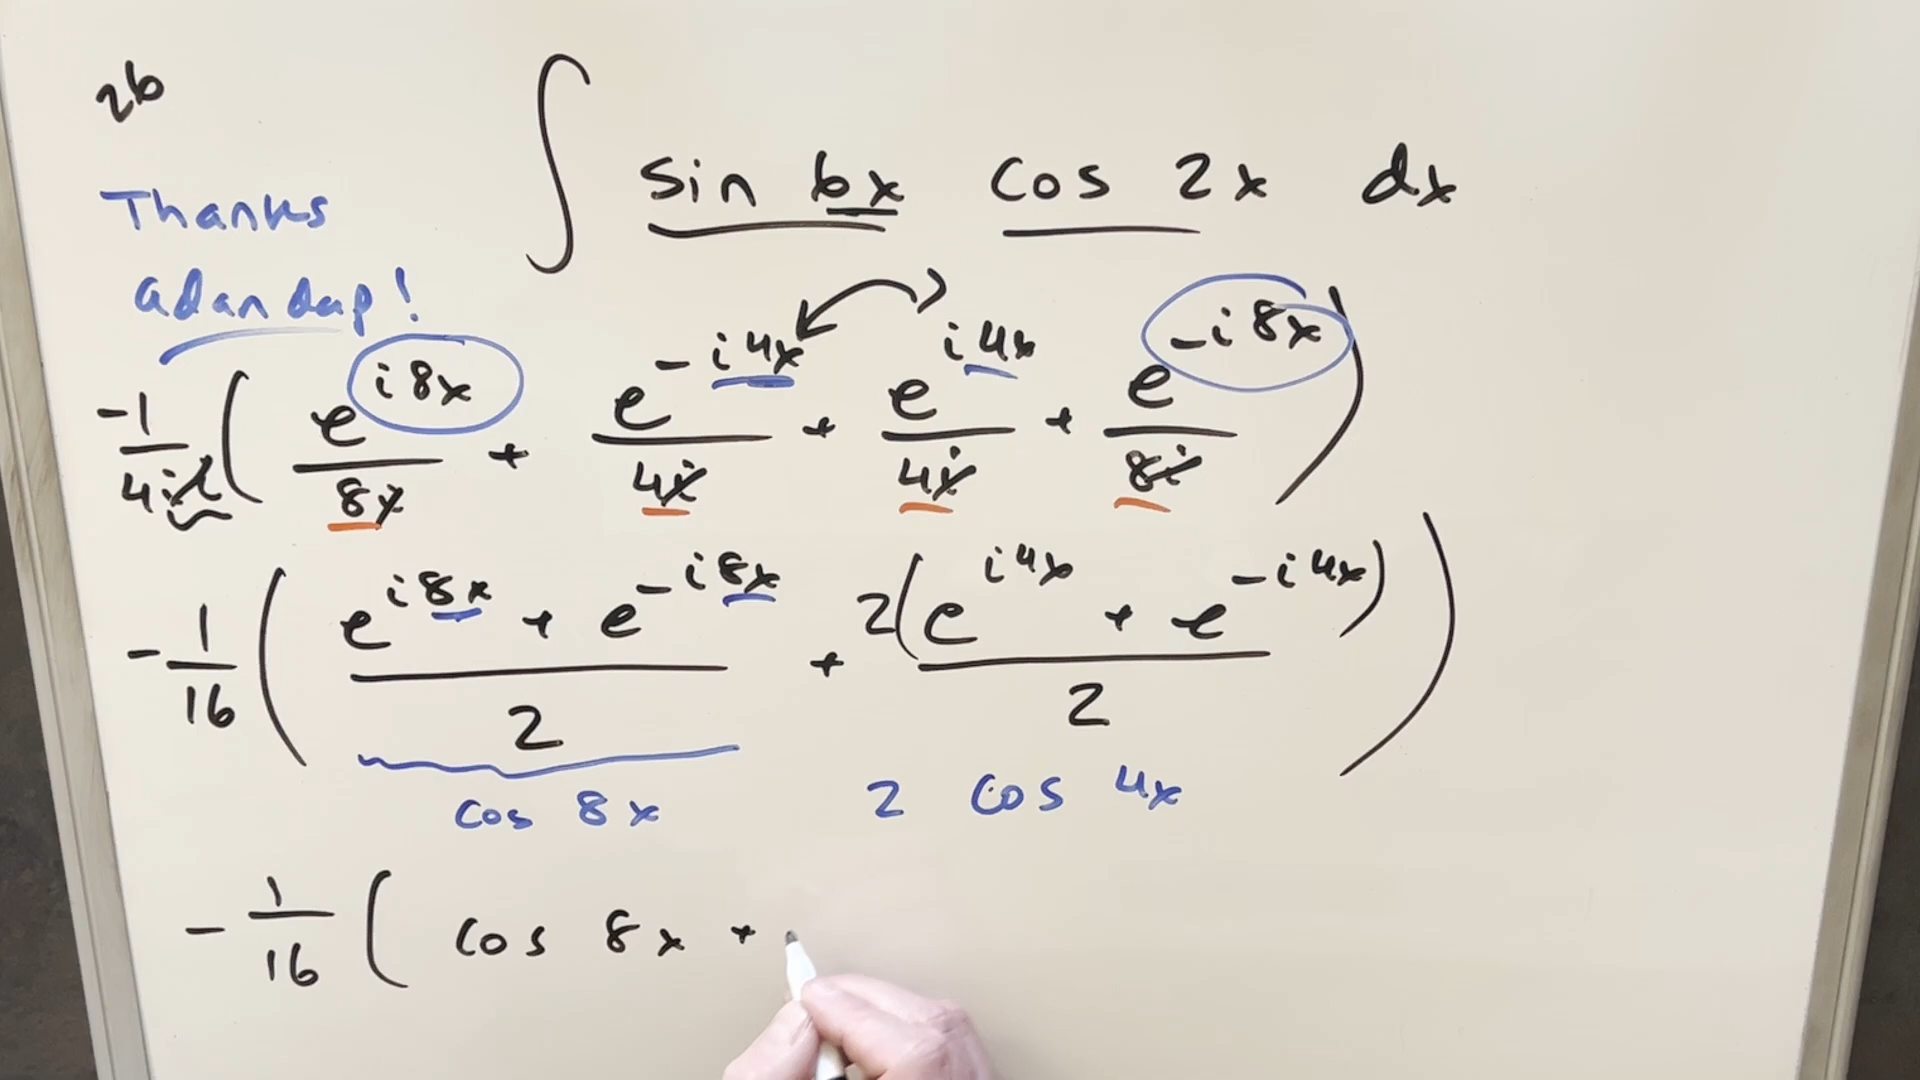 26
∫ sin 6x cos 2x dx
Thanks
adandap!
-1/4i·i ( e^{i8x}/8i + e^{-i4x}/4i + e^{i4x}/4i + e^{-i8x}/8i )
- 1/16 ( (e^{i8x} + e^{-i8x})/2 + 2(e^{i4x} + e^{-i4x})/2 )
cos 8x 2 cos 4x
- 1/16 ( cos 8x +